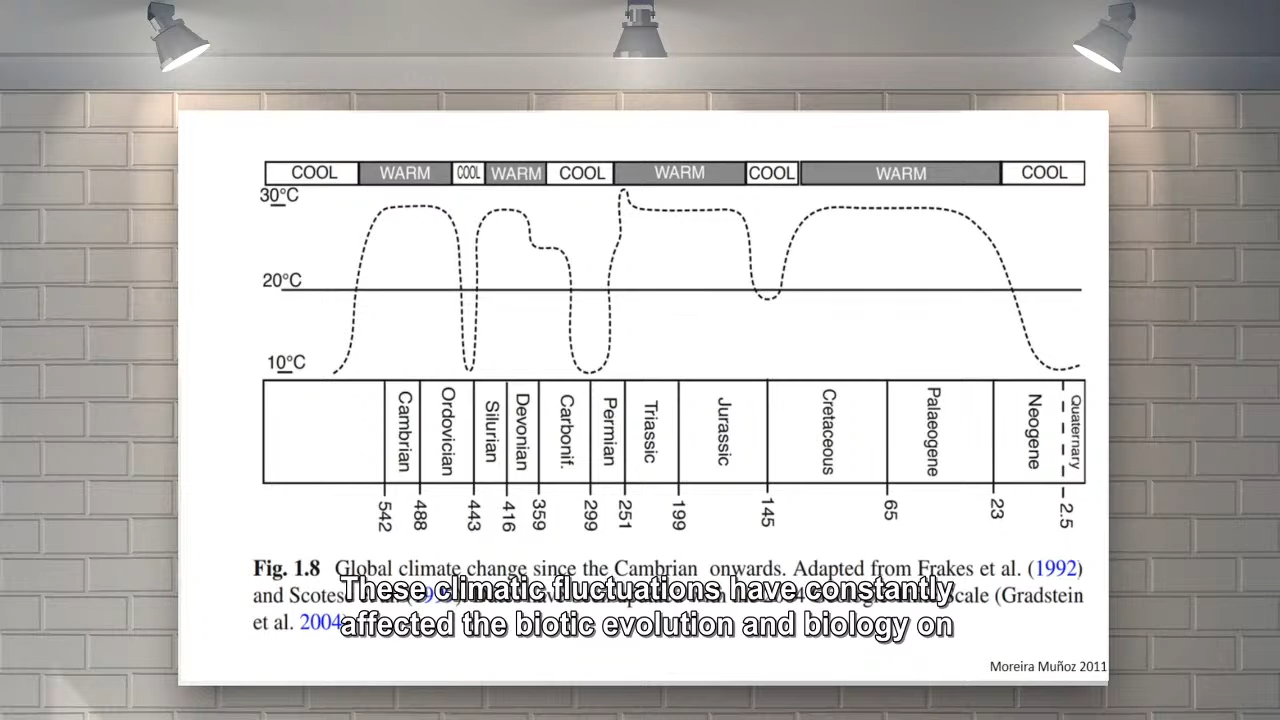 COOL WARM COOL WARM COOL WARM COOL WARM COOL
30°C
20°C
10°C
Cambrian Ordovician Silurian Devonian Carbonif. Permian Triassic Jurassic Cretaceous Palaeogene Neogene Quaternary
542 488 443 416 359 299 251 199 145 65 23 2.5
Fig. 1.8 Global climate change since the Cambrian onwards. Adapted from Frakes et al. (1992)
and Scotes scale (Gradstein
et al. 2004
These climatic fluctuations have constantly
affected the biotic evolution and biology on
Moreira Muñoz 2011